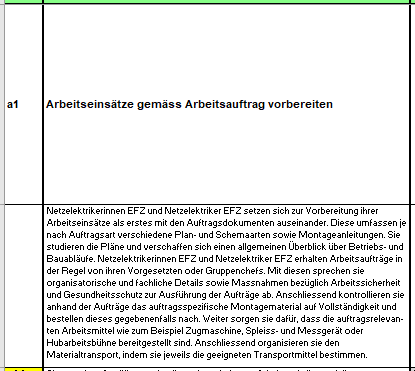 a1 Arbeitseinsätze gemäss Arbeitsauftrag vorbereiten
Netzelektrikerinnen EFZ und Netzelektriker EFZ setzen sich zur Vorbereitung ihrer
Arbeitseinsätze als erstes mit den Auftragsdokumenten auseinander. Diese umfassen je
nach Auftragsart verschiedene Plan- und Schemaarten sowie Montageanleitungen. Sie
studieren die Pläne und verschaffen sich einen allgemeinen Überblick über Betriebs- und
Bauabläufe. Netzelektrikerinnen EFZ und Netzelektriker EFZ erhalten Arbeitsaufträge in
der Regel von ihren Vorgesetzten oder Gruppenchefs. Mit diesen sprechen sie
organisatorische und fachliche Details sowie Massnahmen bezüglich Arbeitssicherheit
und Gesundheitsschutz zur Ausführung der Aufträge ab. Anschliessend kontrollieren sie
anhand der Aufträge das auftragsspezifische Montagematerial auf Vollständigkeit und
bestellen dieses gegebenenfalls nach. Weiter sorgen sie dafür, dass die auftragsrelevan-
ten Arbeitsmittel wie zum Beispiel Zugmaschine, Spleiss- und Messgerät oder
Hubarbeitsbühne bereitgestellt sind. Anschliessend organisieren sie den
Materialtransport, indem sie jeweils die geeigneten Transportmittel bestimmen.